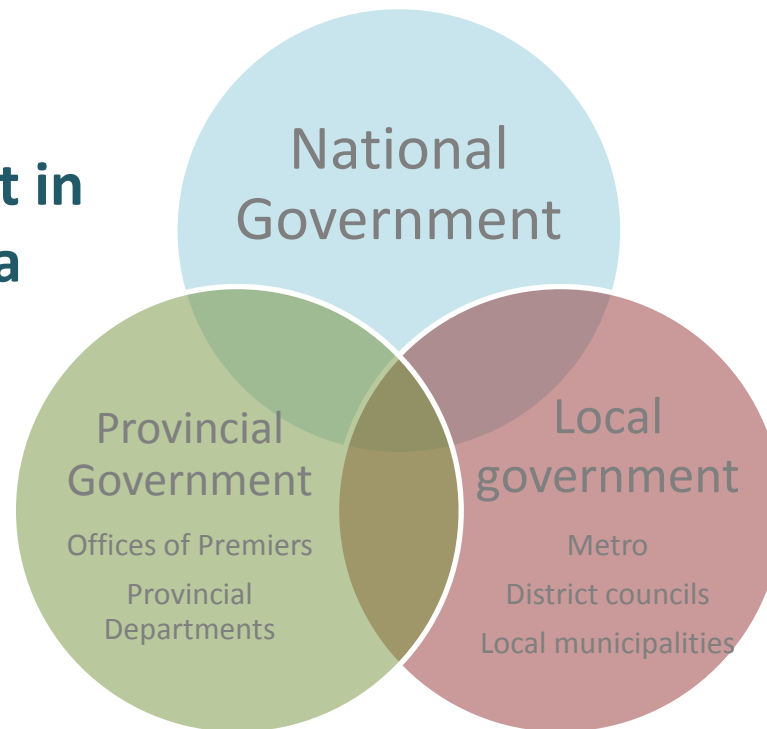 t in
a
National
Government
Provincial
Government
Offices of Premiers
Provincial
Departments
Local
government
Metro
District councils
Local municipalities